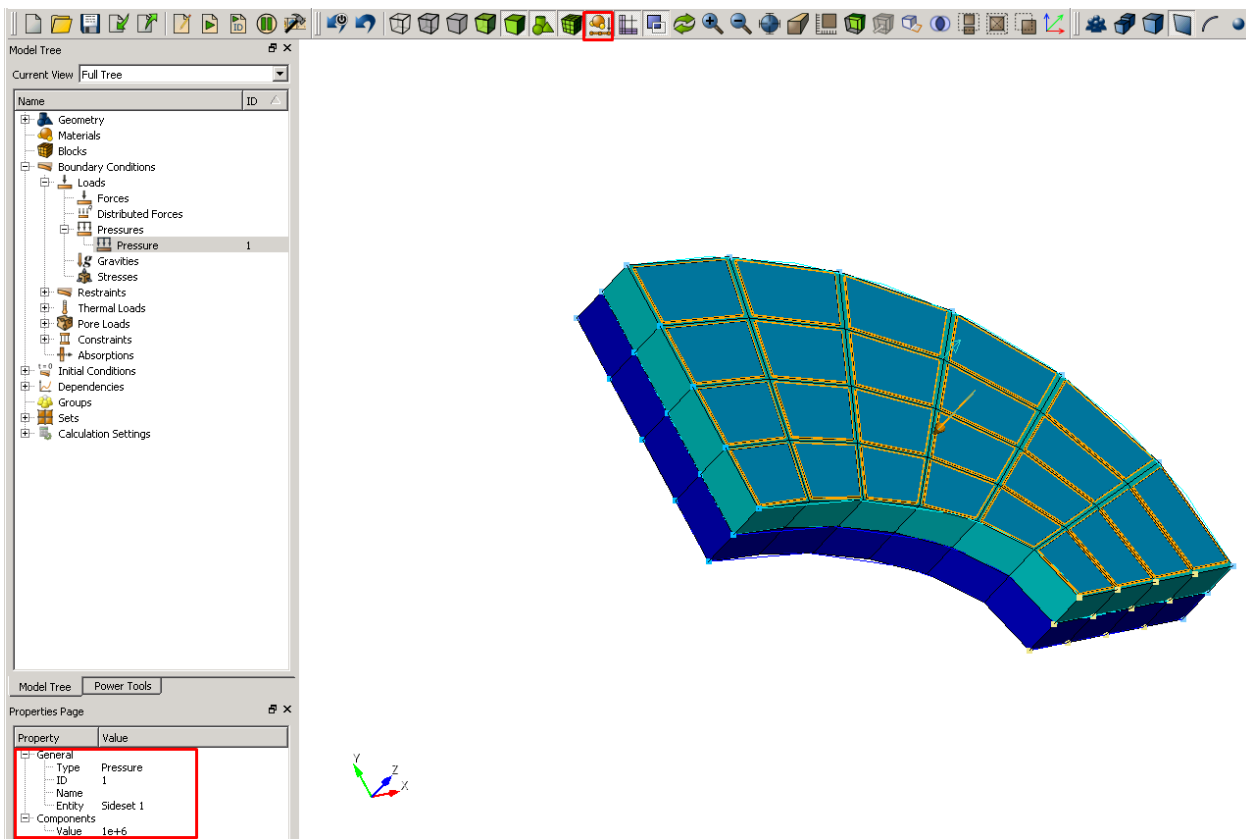 Model Tree
Current View Full Tree
Name ID
Geometry
Materials
Blocks
Boundary Conditions
Loads
Forces
Distributed Forces
Pressures
Pressure 1
Gravities
Stresses
Restraints
Thermal Loads
Pore Loads
Constraints
Absorptions
Initial Conditions
Dependencies
Groups
Sets
Calculation Settings
Model Tree Power Tools
Properties Page
Property Value
General
Type Pressure
ID 1
Name
Entity Sideset 1
Components
Value 1e+6
Y
Z
X